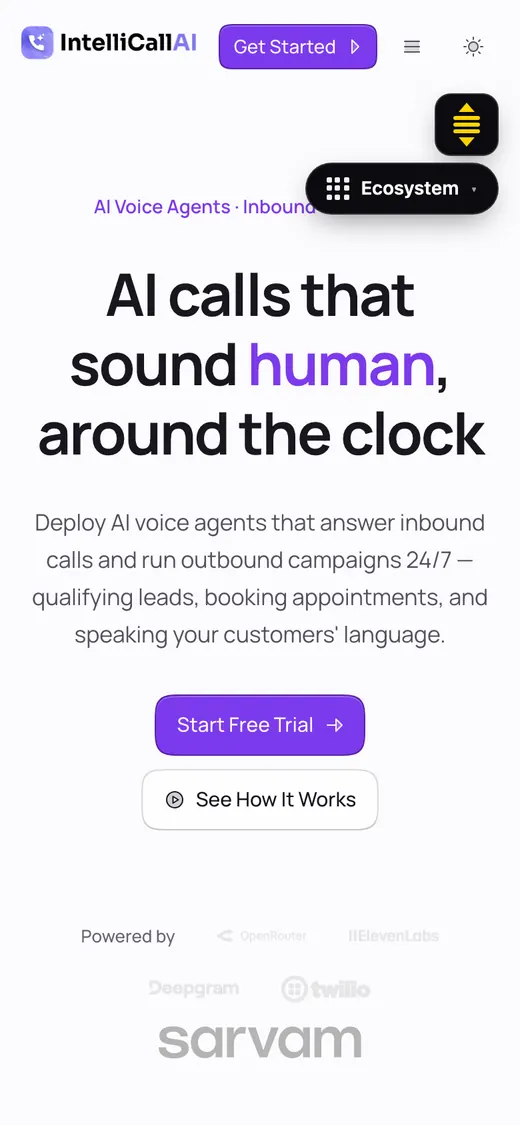 IntelliCallAI
Get Started
Ecosystem
AI Voice Agents · Inbound
AI calls that
sound human,
around the clock
Deploy AI voice agents that answer inbound
calls and run outbound campaigns 24/7 —
qualifying leads, booking appointments, and
speaking your customers' language.
Start Free Trial
See How It Works
Powered by
OpenRouter
IIElevenLabs
Deepgram
twilio
sarvam